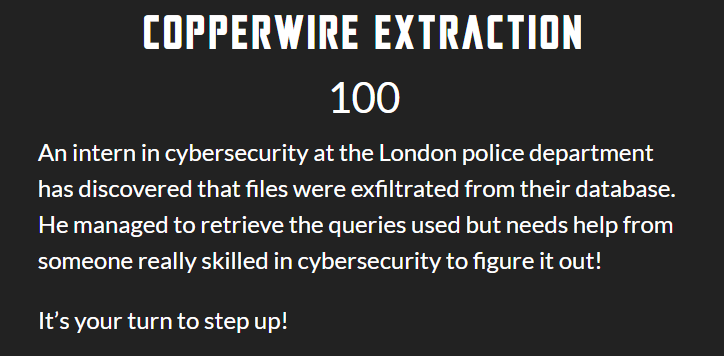 COPPERWIRE EXTRACTION
100
An intern in cybersecurity at the London police department
has discovered that files were exfiltrated from their database.
He managed to retrieve the queries used but needs help from
someone really skilled in cybersecurity to figure it out!
It’s your turn to step up!